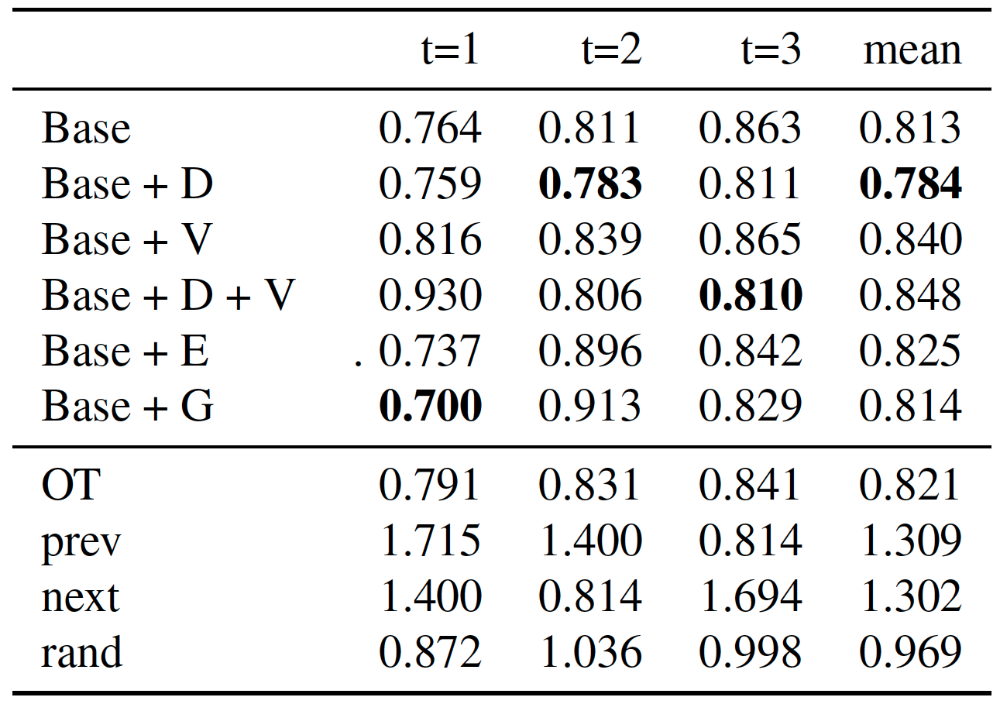 t=1 t=2 t=3 mean
Base 0.764 0.811 0.863 0.813
Base + D 0.759 0.783 0.811 0.784
Base + V 0.816 0.839 0.865 0.840
Base + D + V 0.930 0.806 0.810 0.848
Base + E . 0.737 0.896 0.842 0.825
Base + G 0.700 0.913 0.829 0.814
OT 0.791 0.831 0.841 0.821
prev 1.715 1.400 0.814 1.309
next 1.400 0.814 1.694 1.302
rand 0.872 1.036 0.998 0.969